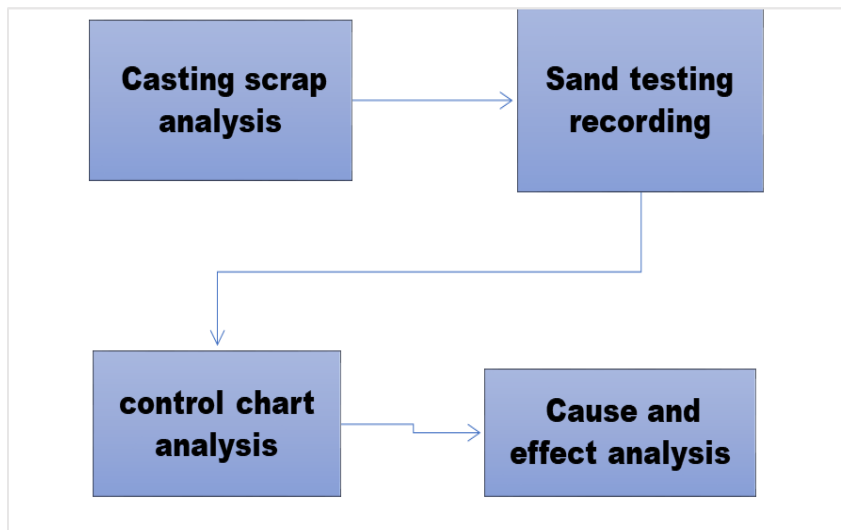 Casting scrap
analysis
Sand testing
recording
control chart
analysis
Cause and
effect analysis